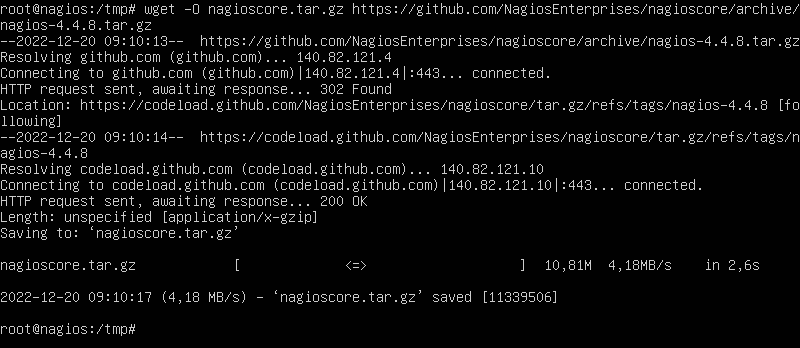 root@nagios:/tmp# wget -O nagioscore.tar.gz https://github.com/NagiosEnterprises/nagioscore/archive/
nagios-4.4.8.tar.gz
--2022-12-20 09:10:13--  https://github.com/NagiosEnterprises/nagioscore/archive/nagios-4.4.8.tar.gz
Resolving github.com (github.com)... 140.82.121.4
Connecting to github.com (github.com)|140.82.121.4|:443... connected.
HTTP request sent, awaiting response... 302 Found
Location: https://codeload.github.com/NagiosEnterprises/nagioscore/tar.gz/refs/tags/nagios-4.4.8 [fo
llowing]
--2022-12-20 09:10:14--  https://codeload.github.com/NagiosEnterprises/nagioscore/tar.gz/refs/tags/n
agios-4.4.8
Resolving codeload.github.com (codeload.github.com)... 140.82.121.10
Connecting to codeload.github.com (codeload.github.com)|140.82.121.10|:443... connected.
HTTP request sent, awaiting response... 200 OK
Length: unspecified [application/x-gzip]
Saving to: ‘nagioscore.tar.gz’
nagioscore.tar.gz             [              <=>                    ]  10,81M  4,18MB/s    in 2,6s
2022-12-20 09:10:17 (4,18 MB/s) - ‘nagioscore.tar.gz’ saved [11339506]
root@nagios:/tmp#